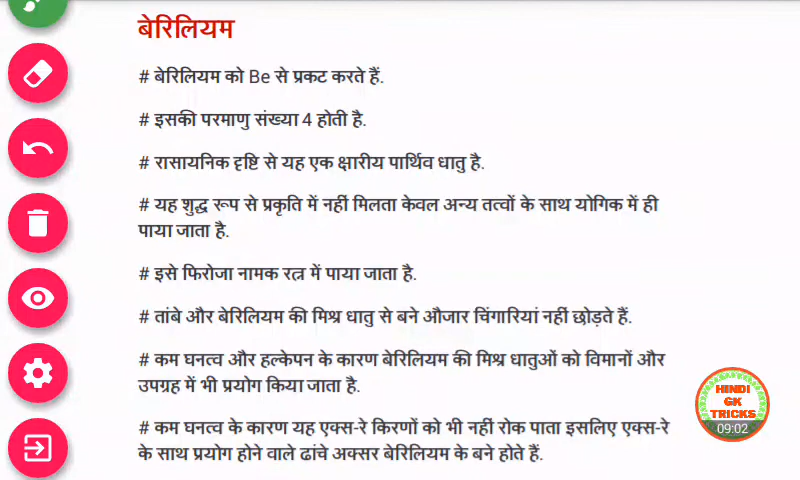 बेरिलियम
# बेरिलियम को Be से प्रकट करते हैं.
# इसकी परमाणु संख्या 4 होती है.
# रासायनिक दृष्टि से यह एक क्षारीय पार्थिव धातु है.
# यह शुद्ध रूप से प्रकृति में नहीं मिलता केवल अन्य तत्वों के साथ योगिक में ही
पाया जाता है.
# इसे फिरोजा नामक रत्न में पाया जाता है.
# तांबे और बेरिलियम की मिश्र धातु से बने औजार चिंगारियां नहीं छोड़ते हैं.
# कम घनत्व और हल्केपन के कारण बेरिलियम की मिश्र धातुओं को विमानों और
उपग्रह में भी प्रयोग किया जाता है.
# कम घनत्व के कारण यह एक्स-रे किरणों को भी नहीं रोक पाता इसलिए एक्स-रे
के साथ प्रयोग होने वाले ढांचे अक्सर बेरिलियम के बने होते हैं.
HINDI
GK
TRICKS
09:02